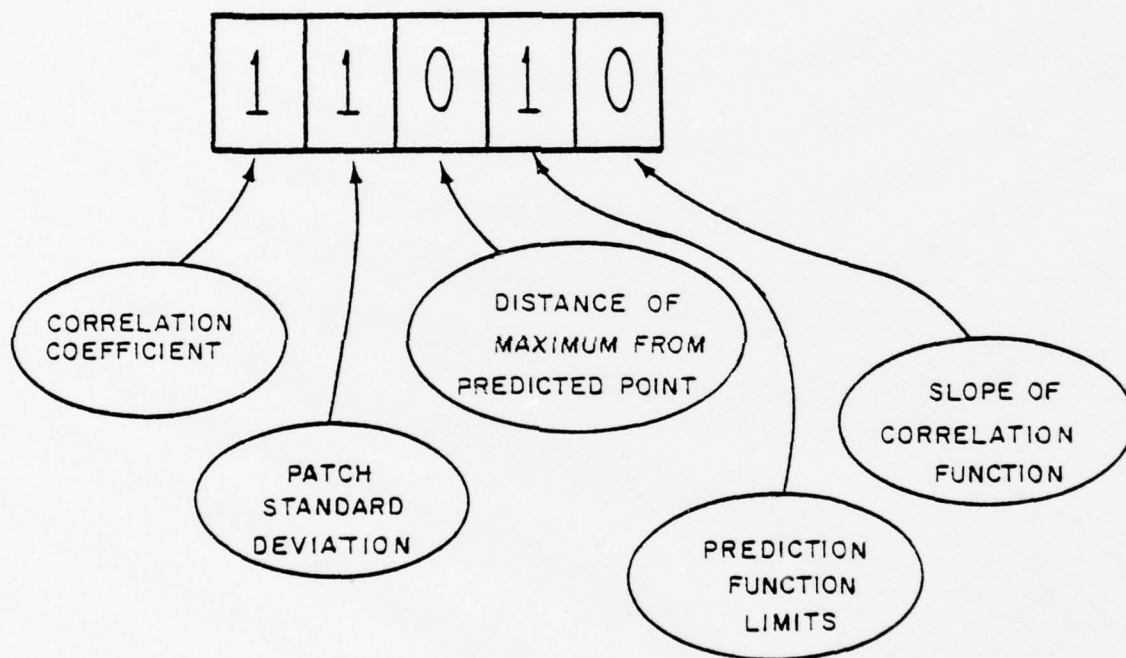 1 1 0 1 0
CORRELATION
COEFFICIENT
DISTANCE OF
MAXIMUM FROM
PREDICTED POINT
SLOPE OF
CORRELATION
FUNCTION
PATCH
STANDARD
DEVIATION
PREDICTION
FUNCTION
LIMITS